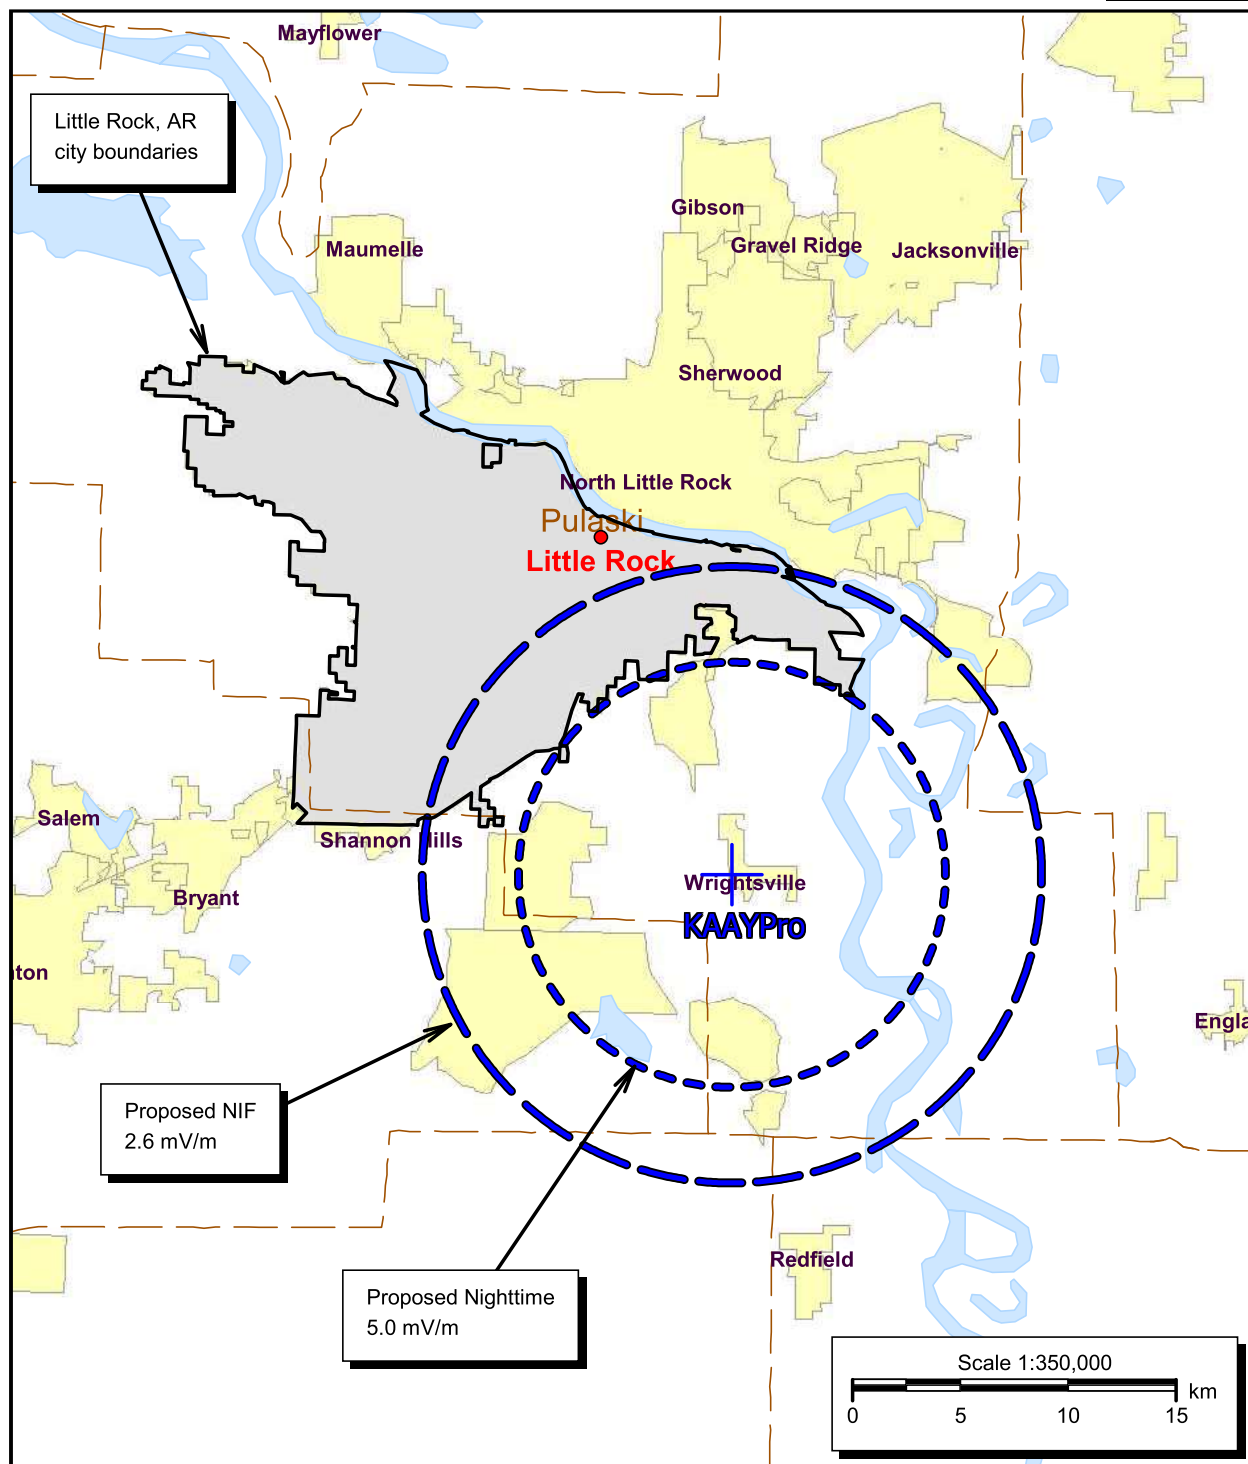 Mayflower
Little Rock, AR
city boundaries
Gibson
Maumelle
Gravel Ridge
Jacksonville
Sherwood
North Little Rock
Pulaski
Little Rock
Salem
Shannon Hills
Wrightsville
Bryant
KAAYPro
nton
Engla
Proposed NIF
2.6 mV/m
Redfield
Proposed Nighttime
5.0 mV/m
Scale 1:350,000
km
0 5 10 15